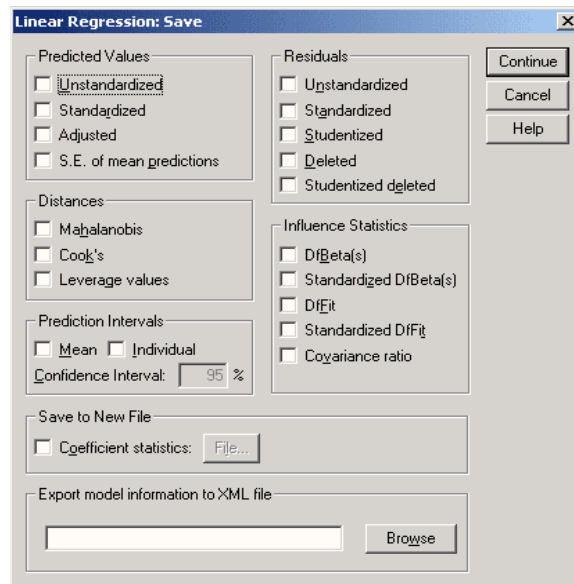 Linear Regression: Save
Predicted Values
Unstandardized
Standardized
Adjusted
S.E. of mean predictions
Distances
Mahalanobis
Cook's
Leverage values
Prediction Intervals
Mean Individual
Confidence Interval: 95 %
Residuals
Unstandardized
Standardized
Studentized
Deleted
Studentized deleted
Influence Statistics
DfBeta(s)
Standardized DfBeta(s)
DfFit
Standardized DfFit
Covariance ratio
Continue
Cancel
Help
Save to New File
Coefficient statistics: File...
Export model information to XML file
Browse